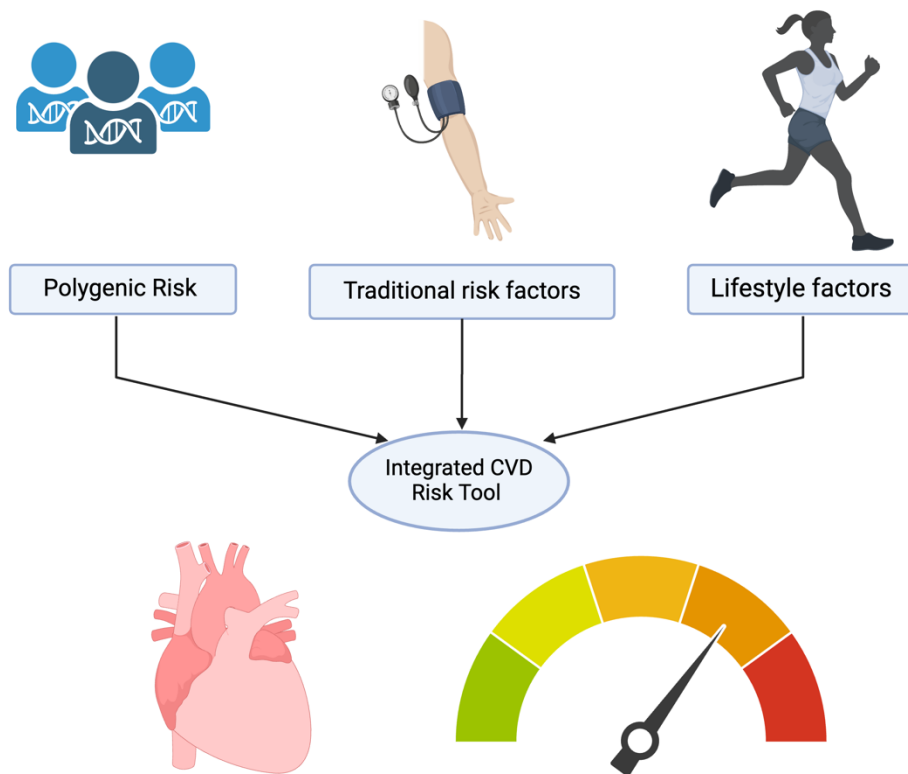 Polygenic Risk
Traditional risk factors
Lifestyle factors
Integrated CVD
Risk Tool